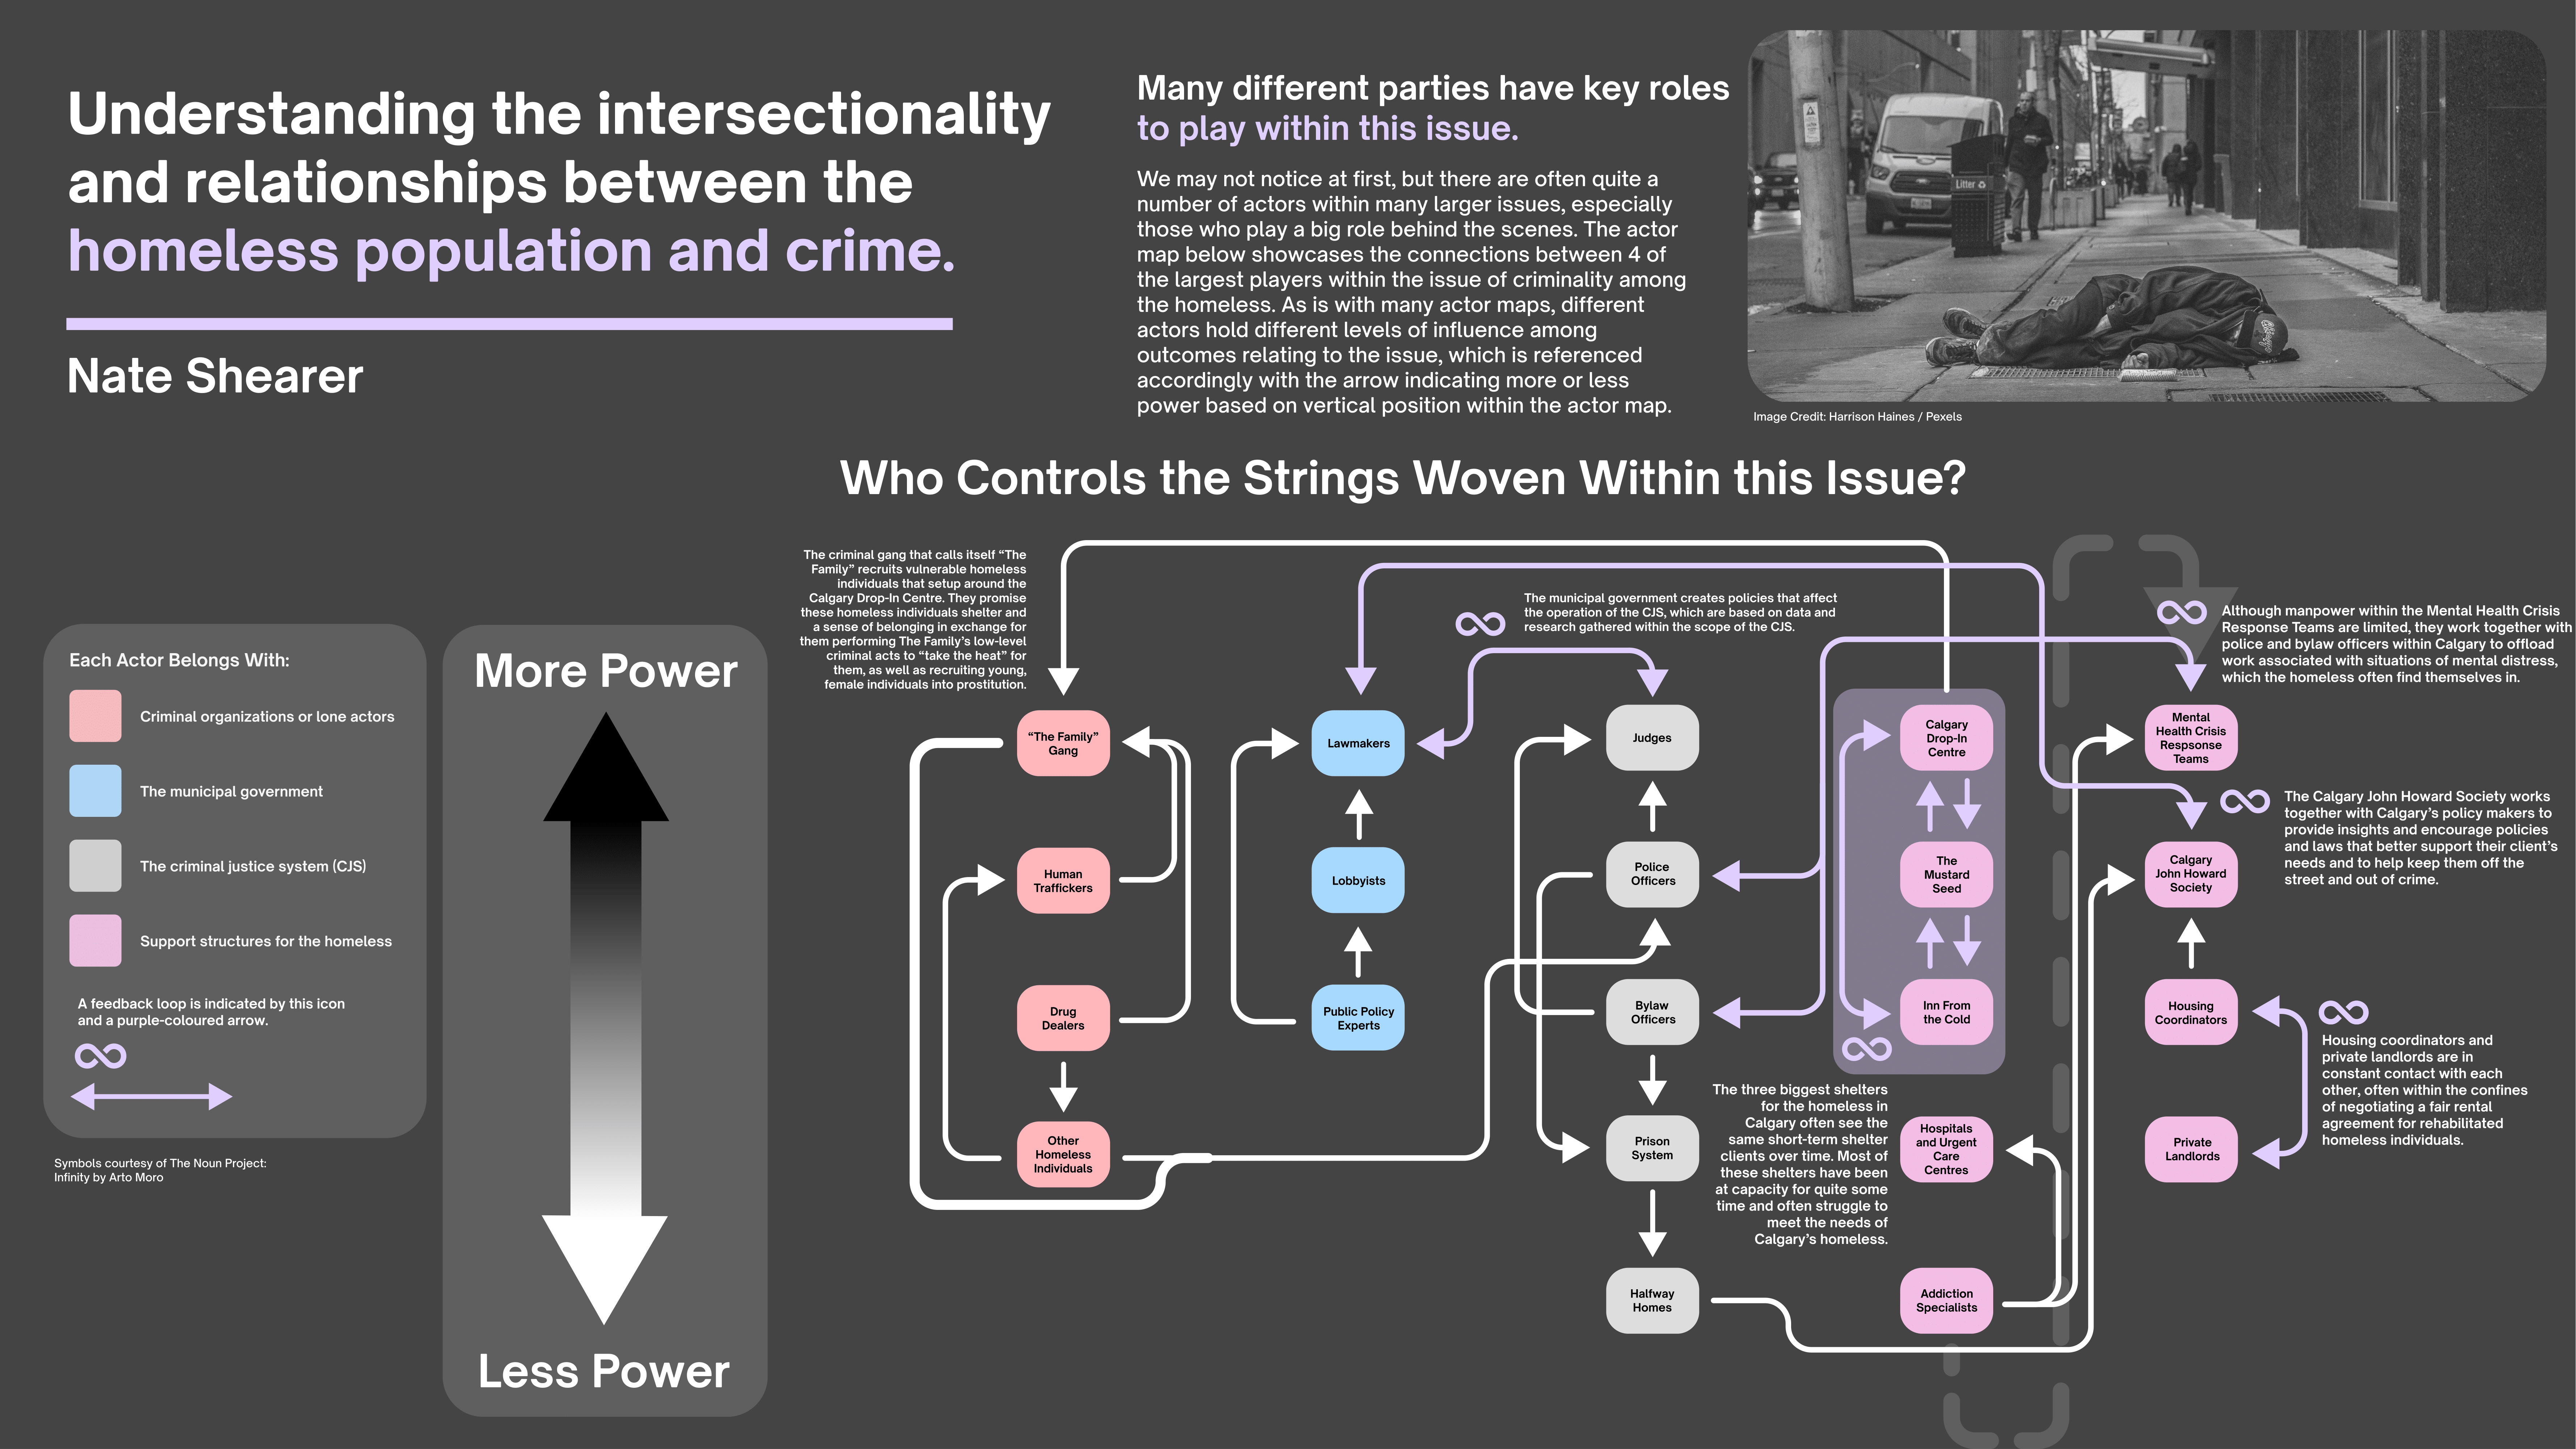 Understanding the intersectionality
and relationships between the
homeless population and crime.
Nate Shearer
Many different parties have key roles
to play within this issue.
We may not notice at first, but there are often quite a
number of actors within many larger issues, especially
those who play a big role behind the scenes. The actor
map below showcases the connections between 4 of
the largest players within the issue of criminality among
the homeless. As is with many actor maps, different
actors hold different levels of influence among
outcomes relating to the issue, which is referenced
accordingly with the arrow indicating more or less
power based on vertical position within the actor map.
Litter
Image Credit: Harrison Haines / Pexels
Who Controls the Strings Woven Within this Issue?
Each Actor Belongs With:
Criminal organizations or lone actors
The municipal government
The criminal justice system (CJS)
Support structures for the homeless
A feedback loop is indicated by this icon
and a purple-coloured arrow.
Symbols courtesy of The Noun Project:
Infinity by Arto Moro
More Power
Less Power
The criminal gang that calls itself “The
Family” recruits vulnerable homeless
individuals that setup around the
Calgary Drop-In Centre. They promise
these homeless individuals shelter and
a sense of belonging in exchange for
them performing The Family’s low-level
criminal acts to “take the heat” for
them, as well as recruiting young,
female individuals into prostitution.
“The Family”
Gang
Human
Traffickers
Drug
Dealers
Other
Homeless
Individuals
Lawmakers
Lobbyists
Public Policy
Experts
The municipal government creates policies that affect
the operation of the CJS, which are based on data and
research gathered within the scope of the CJS.
Judges
Police
Officers
Bylaw
Officers
Prison
System
Halfway
Homes
Calgary
Drop-In
Centre
The
Mustard
Seed
Inn From
the Cold
The three biggest shelters
for the homeless in
Calgary often see the
same short-term shelter
clients over time. Most of
these shelters have been
at capacity for quite some
time and often struggle to
meet the needs of
Calgary’s homeless.
Hospitals
and Urgent
Care
Centres
Addiction
Specialists
Although manpower within the Mental Health Crisis
Response Teams are limited, they work together with
police and bylaw officers within Calgary to offload
work associated with situations of mental distress,
which the homeless often find themselves in.
Mental
Health Crisis
Respsonse
Teams
The Calgary John Howard Society works
together with Calgary’s policy makers to
provide insights and encourage policies
and laws that better support their client’s
needs and to help keep them off the
street and out of crime.
Calgary
John Howard
Society
Housing
Coordinators
Housing coordinators and
private landlords are in
constant contact with each
other, often within the confines
of negotiating a fair rental
agreement for rehabilitated
homeless individuals.
Private
Landlords